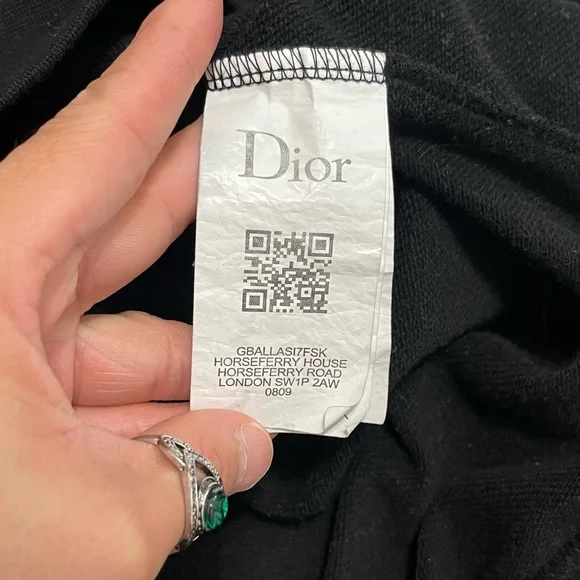 Dior
GBALLASI7FSK
HORSEFERRY HOUSE
HORSEFERRY ROAD
LONDON SW1P 2AW
0809